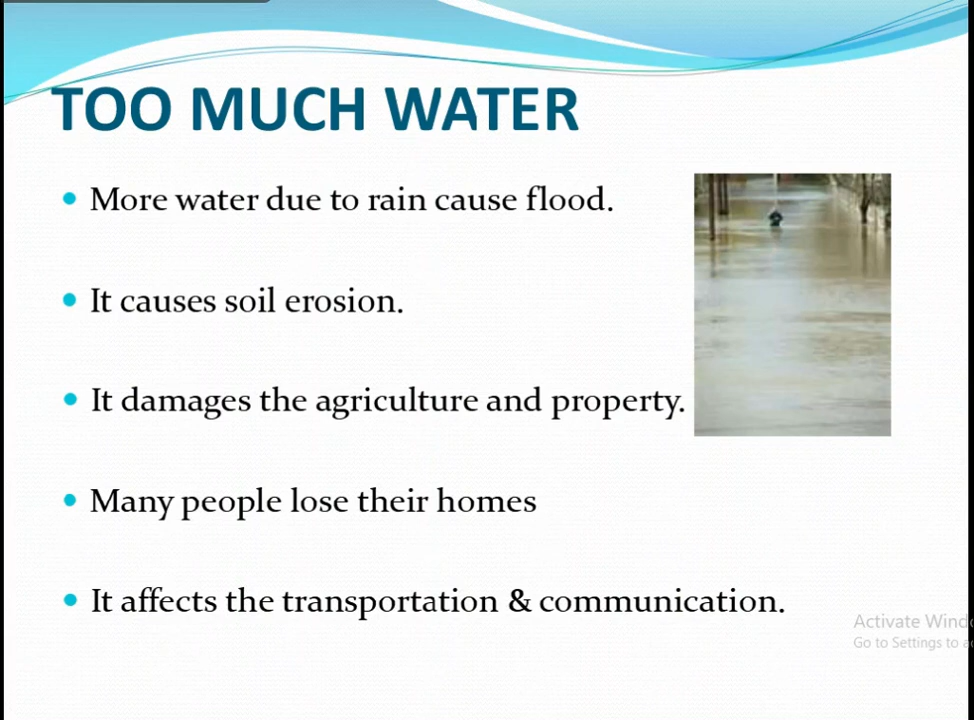 TOO MUCH WATER
More water due to rain cause flood.
It causes soil erosion.
It damages the agriculture and property.
Many people lose their homes
It affects the transportation & communication.
Activate Windo
Go to Settings to a